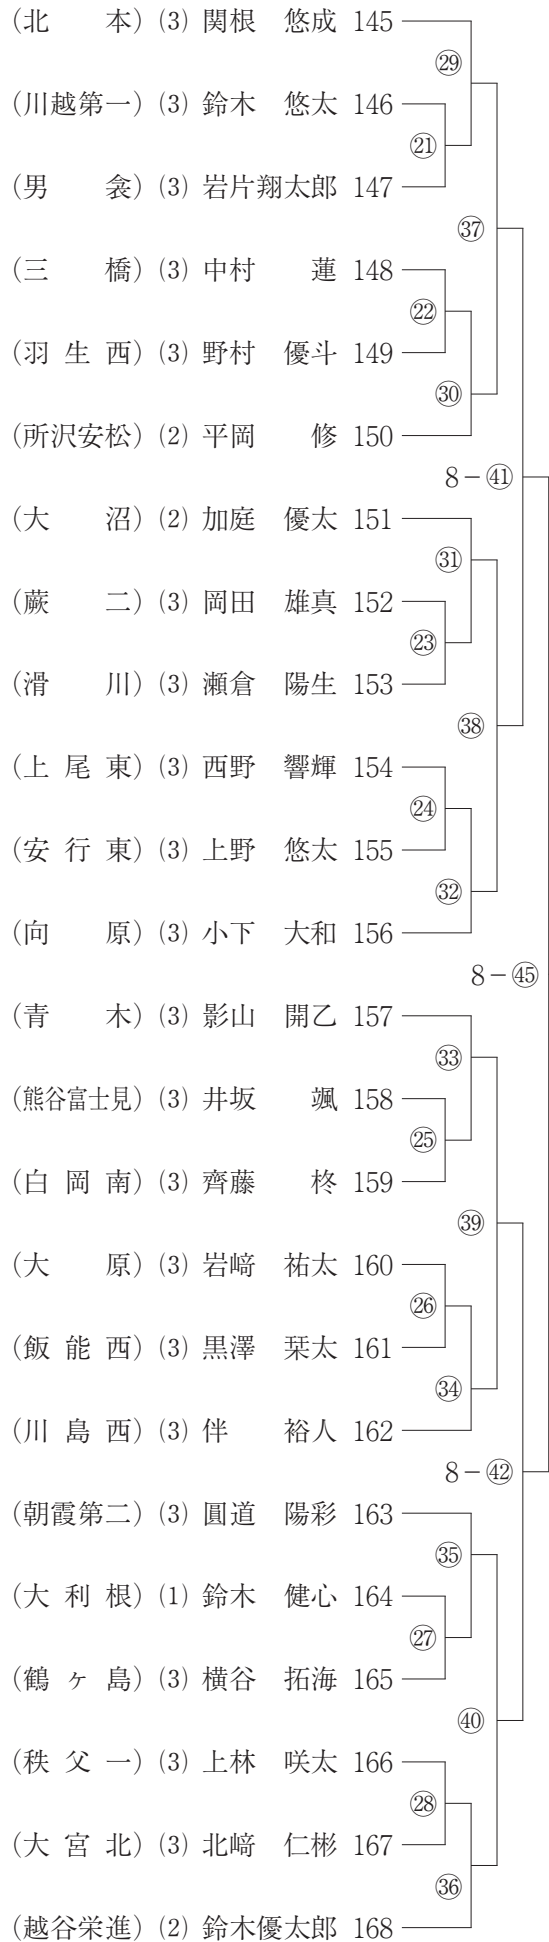 (北　　本) (3) 関根　悠成 145
㉙
(川越第一) (3) 鈴木　悠太 146
㉑
(男　　衾) (3) 岩片翔太郎 147
㊲
(三　　橋) (3) 中村　　蓮 148
㉒
(羽 生 西) (3) 野村　優斗 149
㉚
(所沢安松) (2) 平岡　　修 150
8－㊶
(大　　沼) (2) 加庭　優太 151
㉛
(蕨　　二) (3) 岡田　雄真 152
㉓
(滑　　川) (3) 瀬倉　陽生 153
㊳
(上 尾 東) (3) 西野　響輝 154
㉔
(安 行 東) (3) 上野　悠太 155
㉜
(向　　原) (3) 小下　大和 156
8－㊺
(青　　木) (3) 影山　開乙 157
㉝
(熊谷富士見) (3) 井坂　　颯 158
㉕
(白 岡 南) (3) 齊藤　　柊 159
㊴
(大　　原) (3) 岩﨑　祐太 160
㉖
(飯 能 西) (3) 黒澤　栞太 161
㉞
(川 島 西) (3) 伴　　裕人 162
8－㊷
(朝霞第二) (3) 圓道　陽彩 163
㉟
(大 利 根) (1) 鈴木　健心 164
㉗
(鶴 ヶ 島) (3) 横谷　拓海 165
㊵
(秩 父 一) (3) 上林　咲太 166
㉘
(大 宮 北) (3) 北﨑　仁彬 167
㊱
(越谷栄進) (2) 鈴木優太郎 168